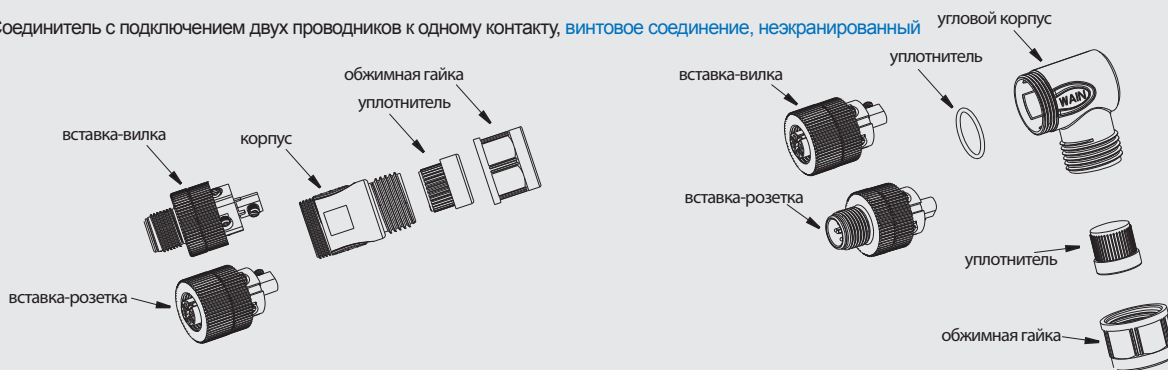 Соединитель с подключением двух проводников к одному контакту, винтовое соединение, неэкранированный
обжимная гайка
уплотнитель
вставка-вилка
корпус
вставка-розетка
угловой корпус
уплотнитель
вставка-вилка
WAIN
вставка-розетка
уплотнитель
обжимная гайка